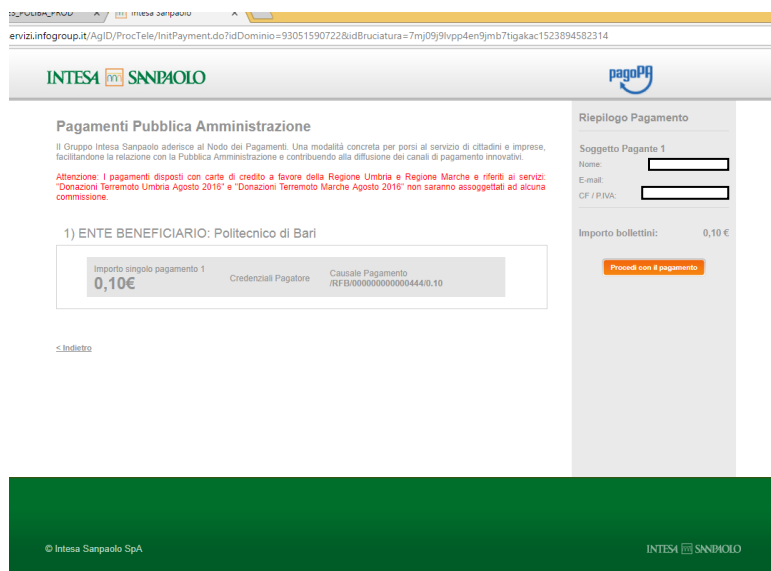 Intesa Sanpaolo
ervizi.infogroup.it/AgID/ProcTele/InitPayment.do?idDominio=93051590722&idBruciatura=7mj09j9lvpp4en9jmb7tigakac1523894582314
INTESA SANPAOLO
pagoPA
Pagamenti Pubblica Amministrazione
Il Gruppo Intesa Sanpaolo aderisce al Nodo dei Pagamenti. Una modalitá concreta per porsi al servizio di cittadini e imprese,
facilitandone la relazione con la Pubblica Amministrazione e contribuendo alla diffusione dei canali di pagamento innovativi.
Attenzione: I pagamenti disposti con carte di credito a favore della Regione Umbria e Regione Marche e riferiti ai servizi:
"Donazioni Terremoto Umbria Agosto 2016" e "Donazioni Terremoto Marche Agosto 2016" non saranno assoggettati ad alcuna
commissione.
1) ENTE BENEFICIARIO: Politecnico di Bari
Importo singolo pagamento 1
0,10€
Credenziali Pagatore
Causale Pagamento
/RFB/000000000000444/0.10
< Indietro
Riepilogo Pagamento
Soggetto Pagante 1
Nome:
E-mail:
CF / P.IVA:
Importo bollettini: 0,10 €
Procedi con il pagamento
© Intesa Sanpaolo SpA
INTESA SANPAOLO